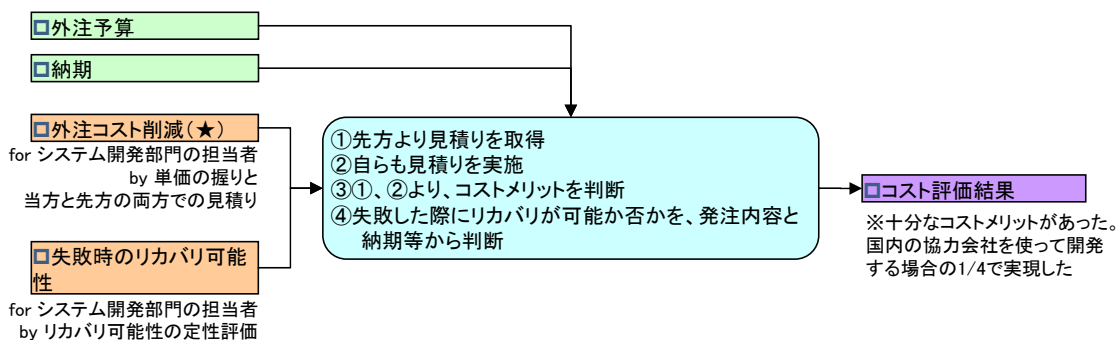 外注予算
納期
外注コスト削減(★)
for システム開発部門の担当者
by 単価の握りと
当方と先方の両方での見積り
失敗時のリカバリ可能
性
for システム開発部門の担当者
by リカバリ可能性の定性評価
①先方より見積りを取得
②自らも見積りを実施
③①、②より、コストメリットを判断
④失敗した際にリカバリが可能か否かを、発注内容と
納期等から判断
コスト評価結果
※十分なコストメリットがあった。
国内の協力会社を使って開発
する場合の1/4で実現した